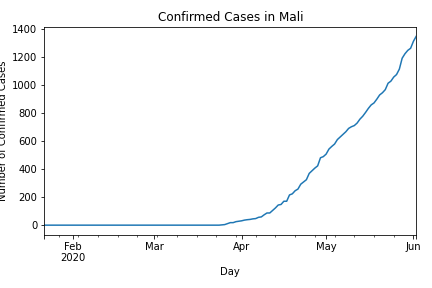 Confirmed Cases in Mali
Number of Confirmed Cases
1400
1200
1000
800
600
400
200
0
Feb
2020
Mar
Apr
May
Jun
Day